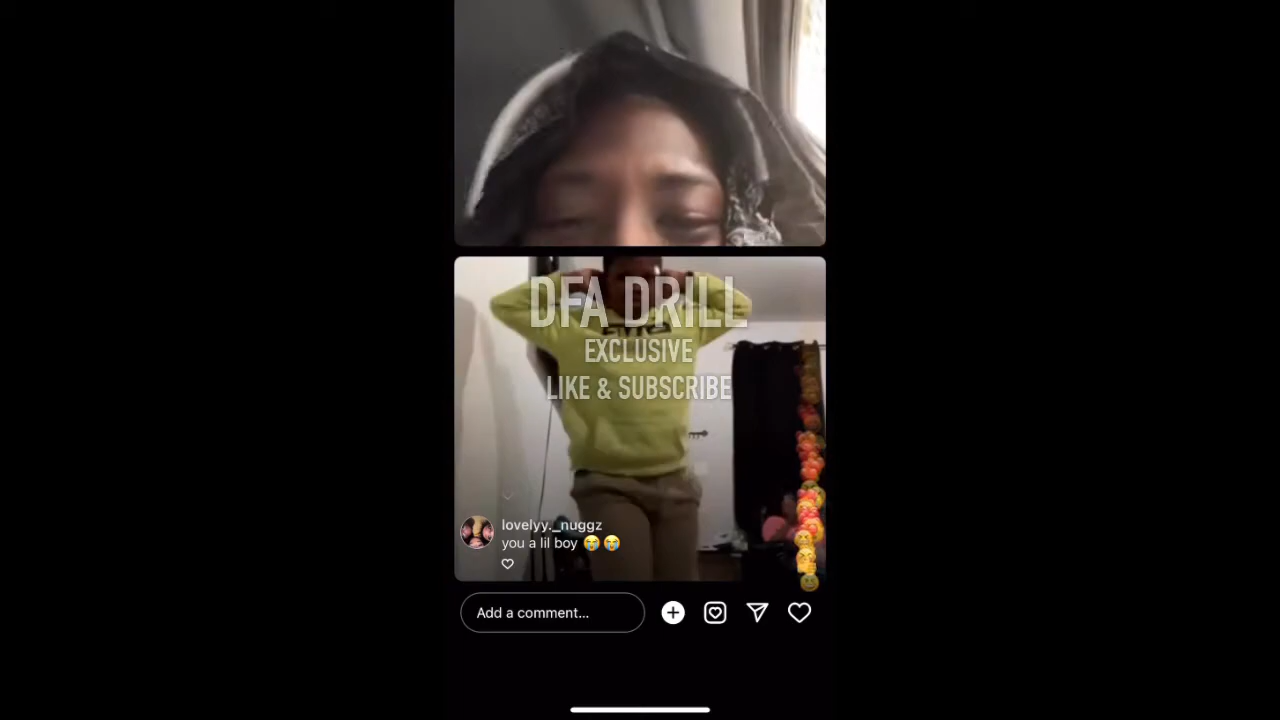 DFA DRILL
EXCLUSIVE
LIKE & SUBSCRIBE
lovelyy._nuggz
you a lil boy 😭😭
Add a comment...